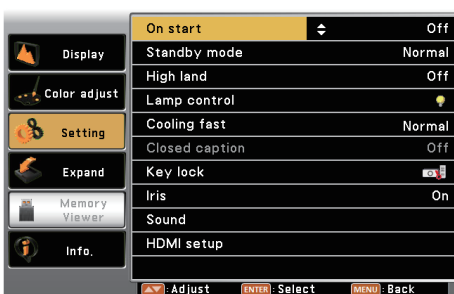 Display
Color adjust
Setting
Expand
Memory
Viewer
Info.
On start Off
Standby mode Normal
High land Off
Lamp control
Cooling fast Normal
Closed caption Off
Key lock
Iris On
Sound
HDMI setup
: Adjust ENTER : Select MENU : Back